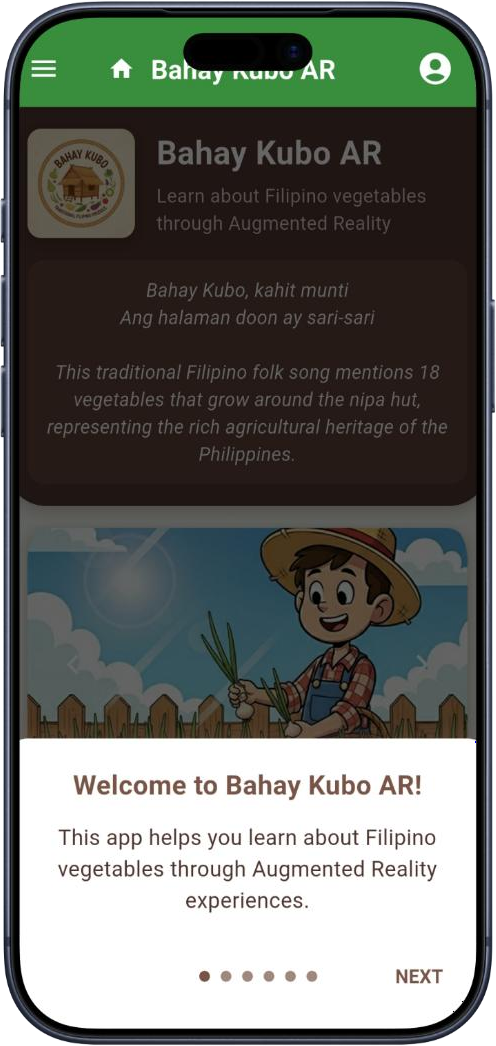 Bahay Kubo AR
BAHAY KUBO
Bahay Kubo AR
Learn about Filipino vegetables
through Augmented Reality
Bahay Kubo, kahit munti
Ang halaman doon ay sari-sari
This traditional Filipino folk song mentions 18
vegetables that grow around the nipa hut,
representing the rich agricultural heritage of the
Philippines.
Welcome to Bahay Kubo AR!
This app helps you learn about Filipino
vegetables through Augmented Reality
experiences.
NEXT